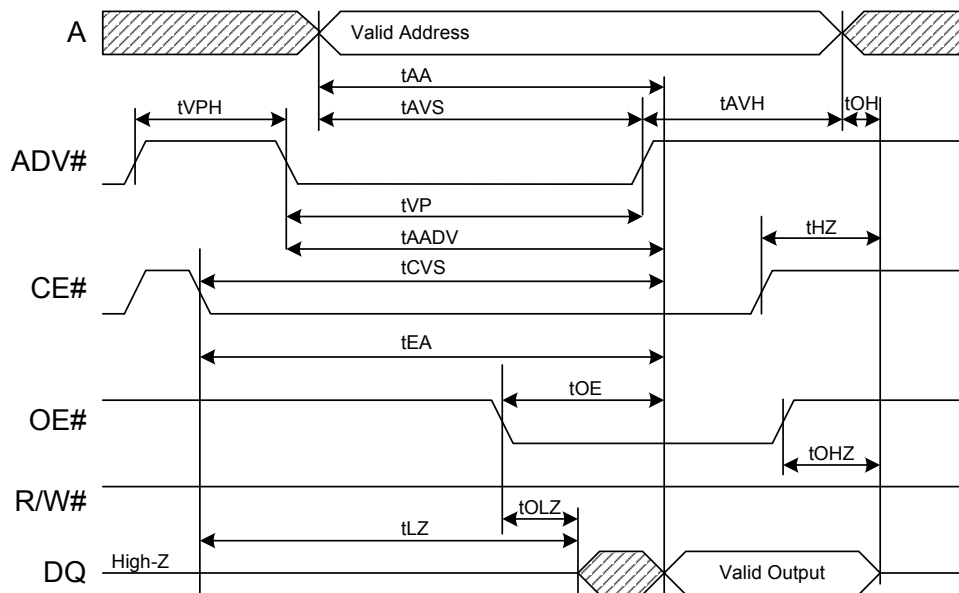 A
Valid Address
tAA
tVPH
tAVS
tAVH
tOH
ADV#
tVP
tAADV
tHZ
tCVS
CE#
tEA
tOE
OE#
tOHZ
R/W#
tOLZ
tLZ
DQ
High-Z
Valid Output